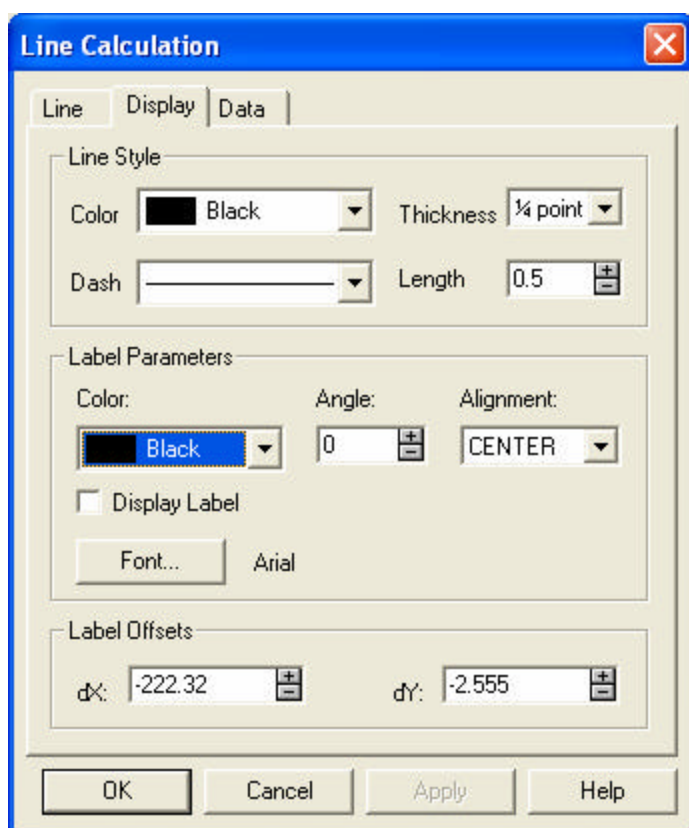 Line Calculation
Line Display Data
Line Style
Color Black Thickness ¼ point
Dash Length 0.5
Label Parameters
Color: Angle: Alignment:
Black 0 CENTER
Display Label
Font... Arial
Label Offsets
dX: -222.32 dY: -2.555
OK Cancel Apply Help